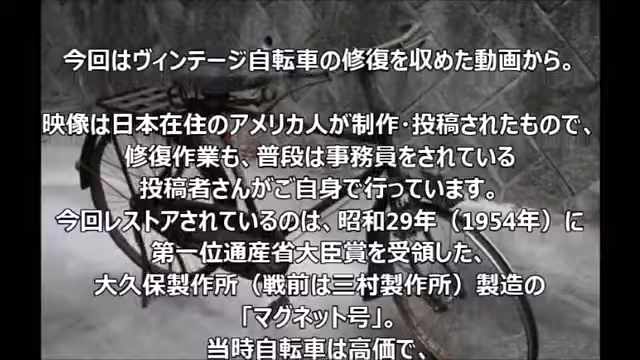 今回はヴィンテージ自転車の修復を収めた動画から。
映像は日本在住のアメリカ人が制作・投稿されたもので、
修復作業も、普段は事務員をされている
投稿者さんがご自身で行っています。
今回レストアされているのは、昭和29年（1954年）に
第一位通産省大臣賞を受領した、
大久保製作所（戦前は三村製作所）製造の
「マグネット号」。
当時自転車は高価で、